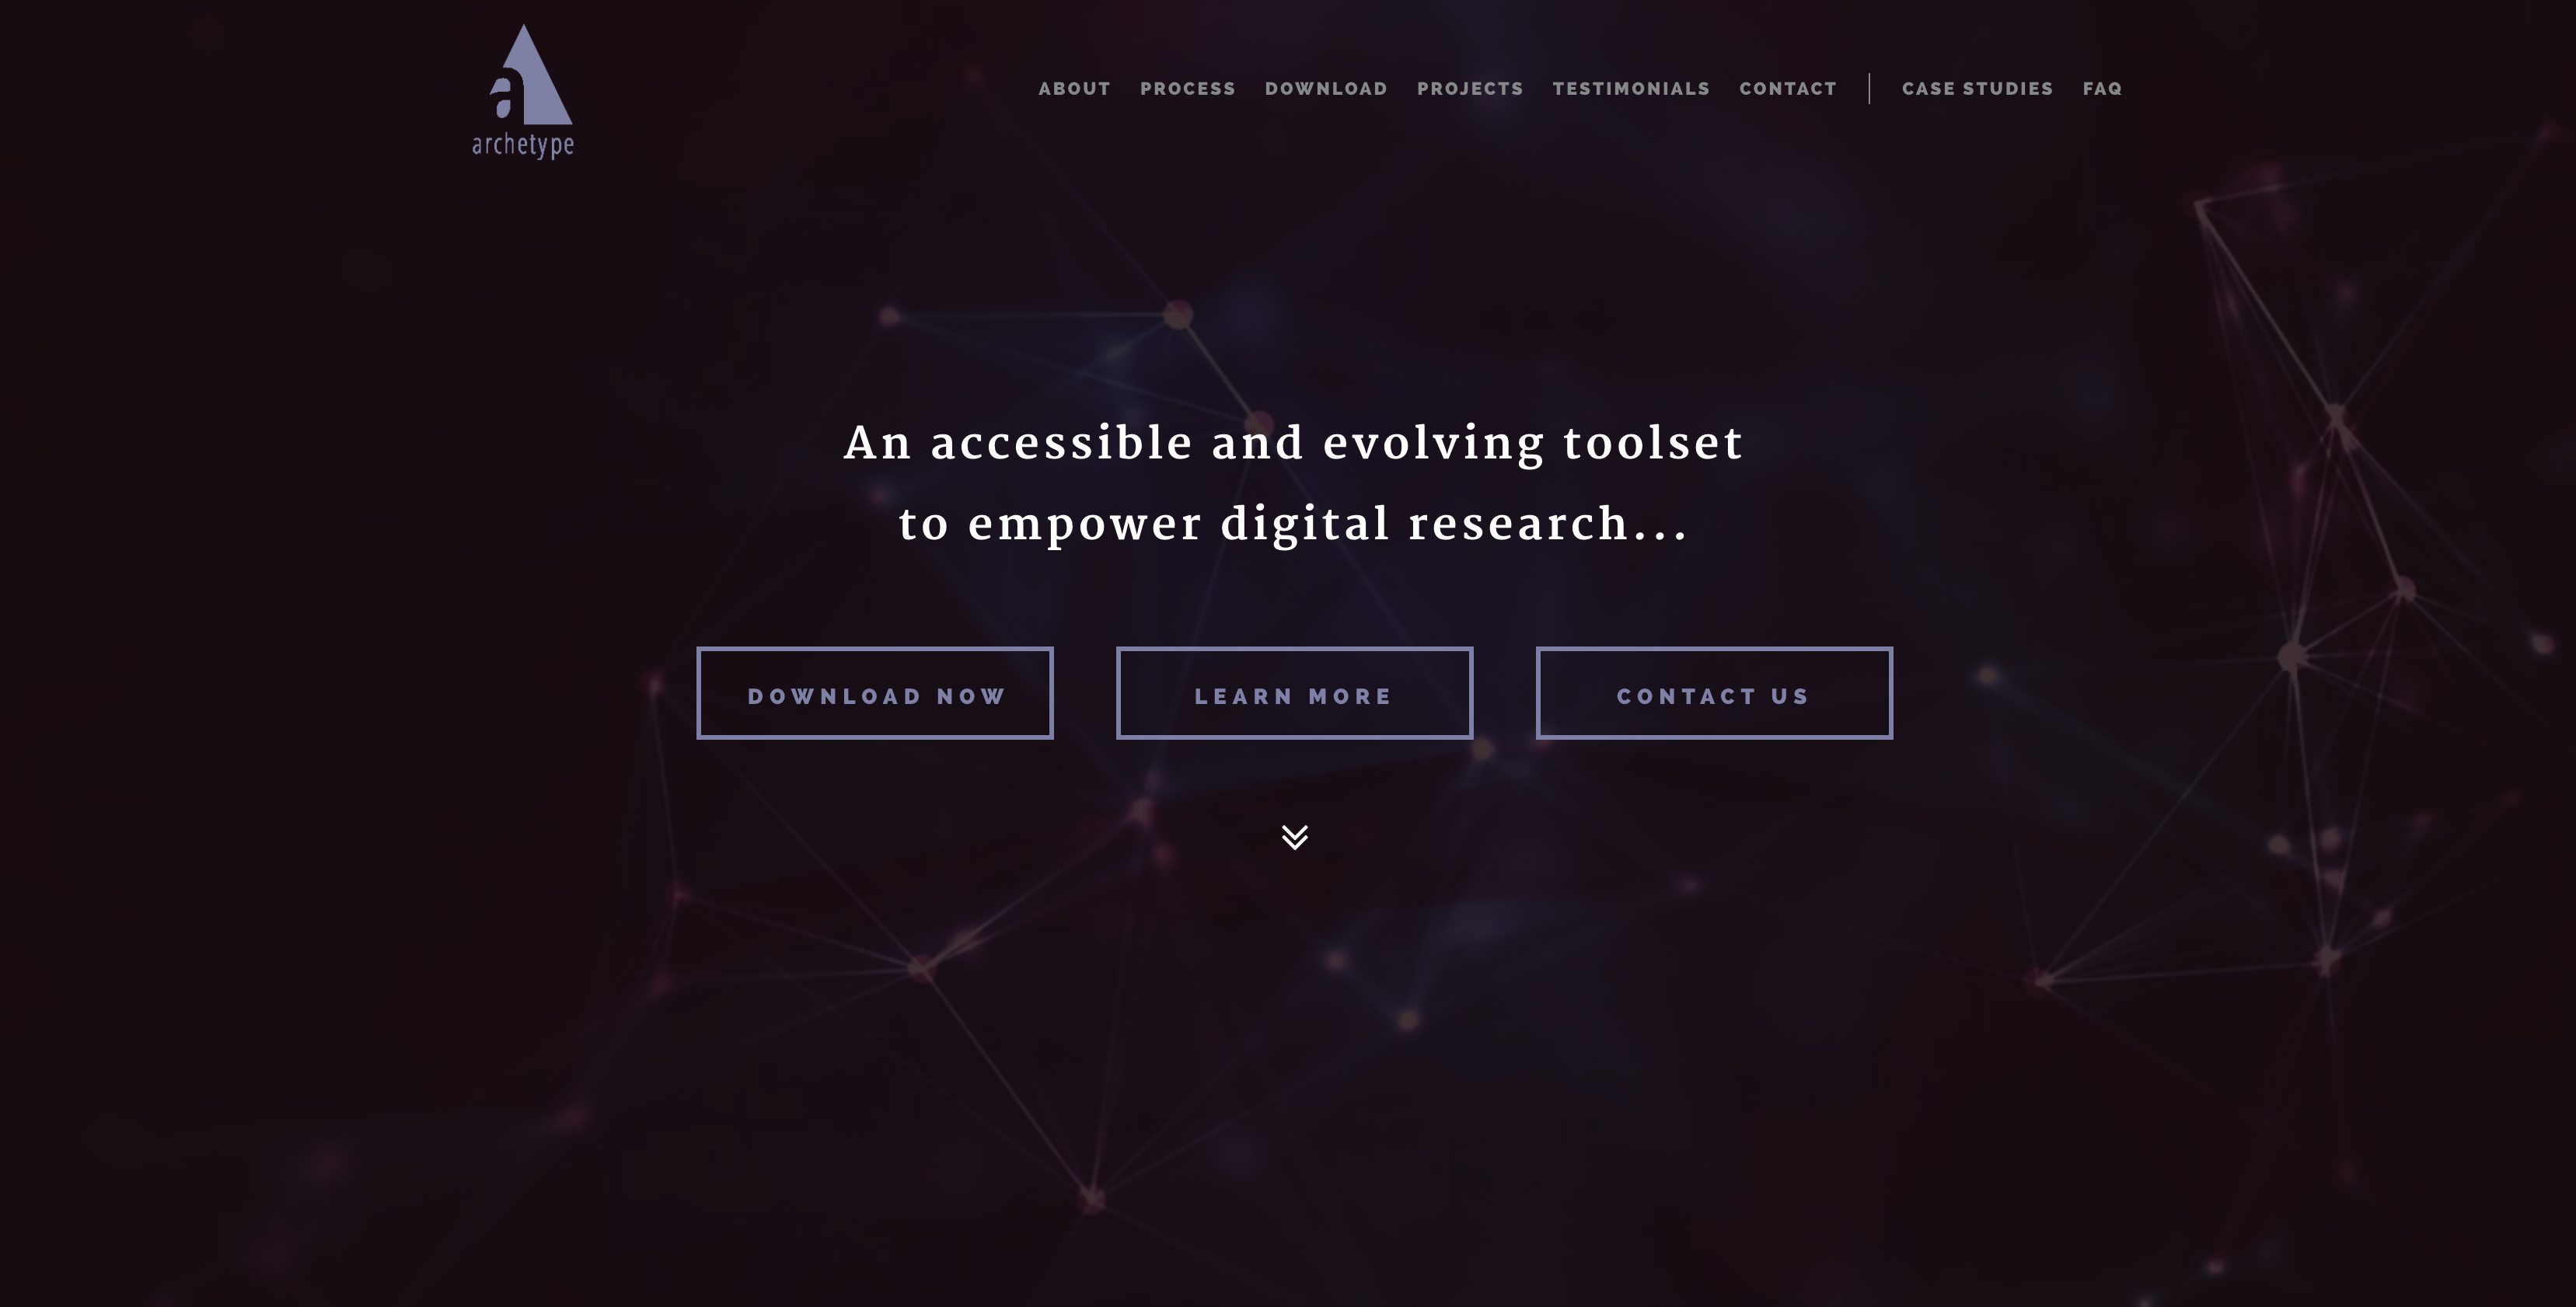 a
archetype
ABOUT PROCESS DOWNLOAD PROJECTS TESTIMONIALS CONTACT | CASE STUDIES FAQ
An accessible and evolving toolset
to empower digital research...
DOWNLOAD NOW LEARN MORE CONTACT US